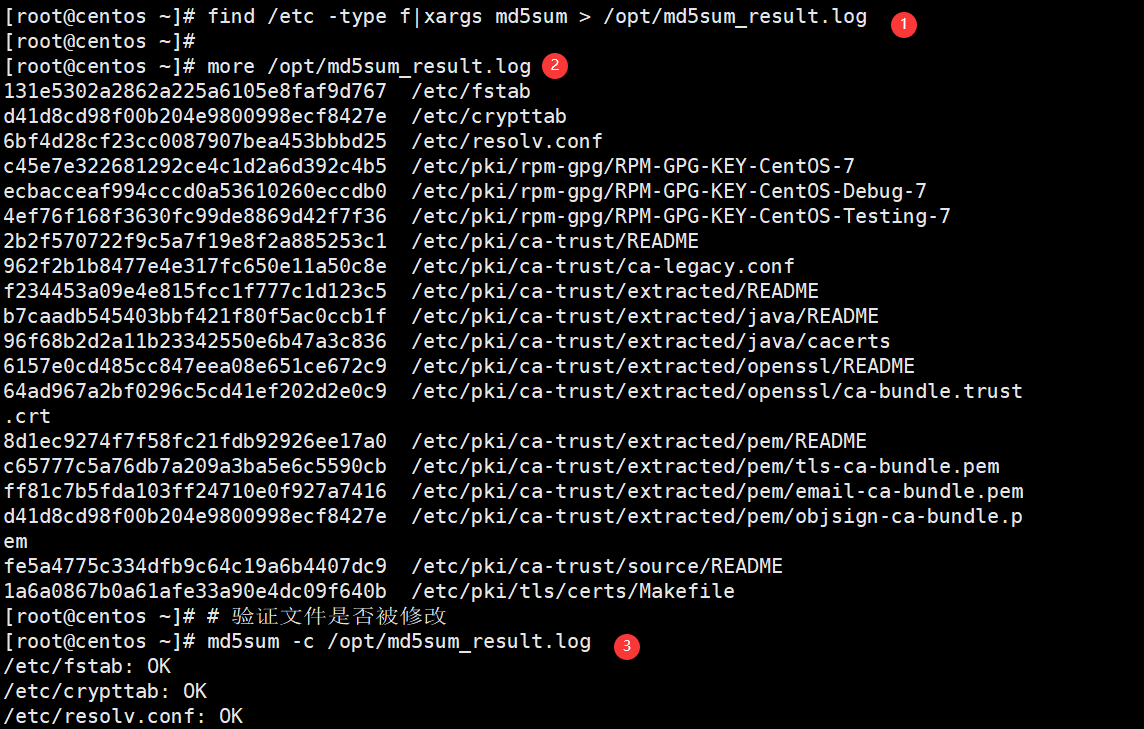 [root@centos ~]# find /etc -type f|xargs md5sum > /opt/md5sum_result.log 1
[root@centos ~]#
[root@centos ~]# more /opt/md5sum_result.log 2
131e5302a2862a225a6105e8faf9d767  /etc/fstab
d41d8cd98f00b204e9800998ecf8427e  /etc/crypttab
6bf4d28cf23cc0087907bea453bbbd25  /etc/resolv.conf
c45e7e322681292ce4c1d2a6d392c4b5  /etc/pki/rpm-gpg/RPM-GPG-KEY-CentOS-7
ecbacceaf994cccd0a53610260eccdb0  /etc/pki/rpm-gpg/RPM-GPG-KEY-CentOS-Debug-7
4ef76f168f3630fc99de8869d42f7f36  /etc/pki/rpm-gpg/RPM-GPG-KEY-CentOS-Testing-7
2b2f570722f9c5a7f19e8f2a885253c1  /etc/pki/ca-trust/README
962f2b1b8477e4e317fc650e11a50c8e  /etc/pki/ca-trust/ca-legacy.conf
f234453a09e4e815fcc1f777c1d123c5  /etc/pki/ca-trust/extracted/README
b7caadb545403bbf421f80f5ac0ccb1f  /etc/pki/ca-trust/extracted/java/README
96f68b2d2a11b23342550e6b47a3c836  /etc/pki/ca-trust/extracted/java/cacerts
6157e0cd485cc847eea08e651ce672c9  /etc/pki/ca-trust/extracted/openssl/README
64ad967a2bf0296c5cd41ef202d2e0c9  /etc/pki/ca-trust/extracted/openssl/ca-bundle.trust
.crt
8d1ec9274f7f58fc21fdb92926ee17a0  /etc/pki/ca-trust/extracted/pem/README
c65777c5a76db7a209a3ba5e6c5590cb  /etc/pki/ca-trust/extracted/pem/tls-ca-bundle.pem
ff81c7b5fda103ff24710e0f927a7416  /etc/pki/ca-trust/extracted/pem/email-ca-bundle.pem
d41d8cd98f00b204e9800998ecf8427e  /etc/pki/ca-trust/extracted/pem/objsign-ca-bundle.p
em
fe5a4775c334dfb9c64c19a6b4407dc9  /etc/pki/ca-trust/source/README
1a6a0867b0a61afe33a90e4dc09f640b  /etc/pki/tls/certs/Makefile
[root@centos ~]# # 验证文件是否被修改
[root@centos ~]# md5sum -c /opt/md5sum_result.log 3
/etc/fstab: OK
/etc/crypttab: OK
/etc/resolv.conf: OK